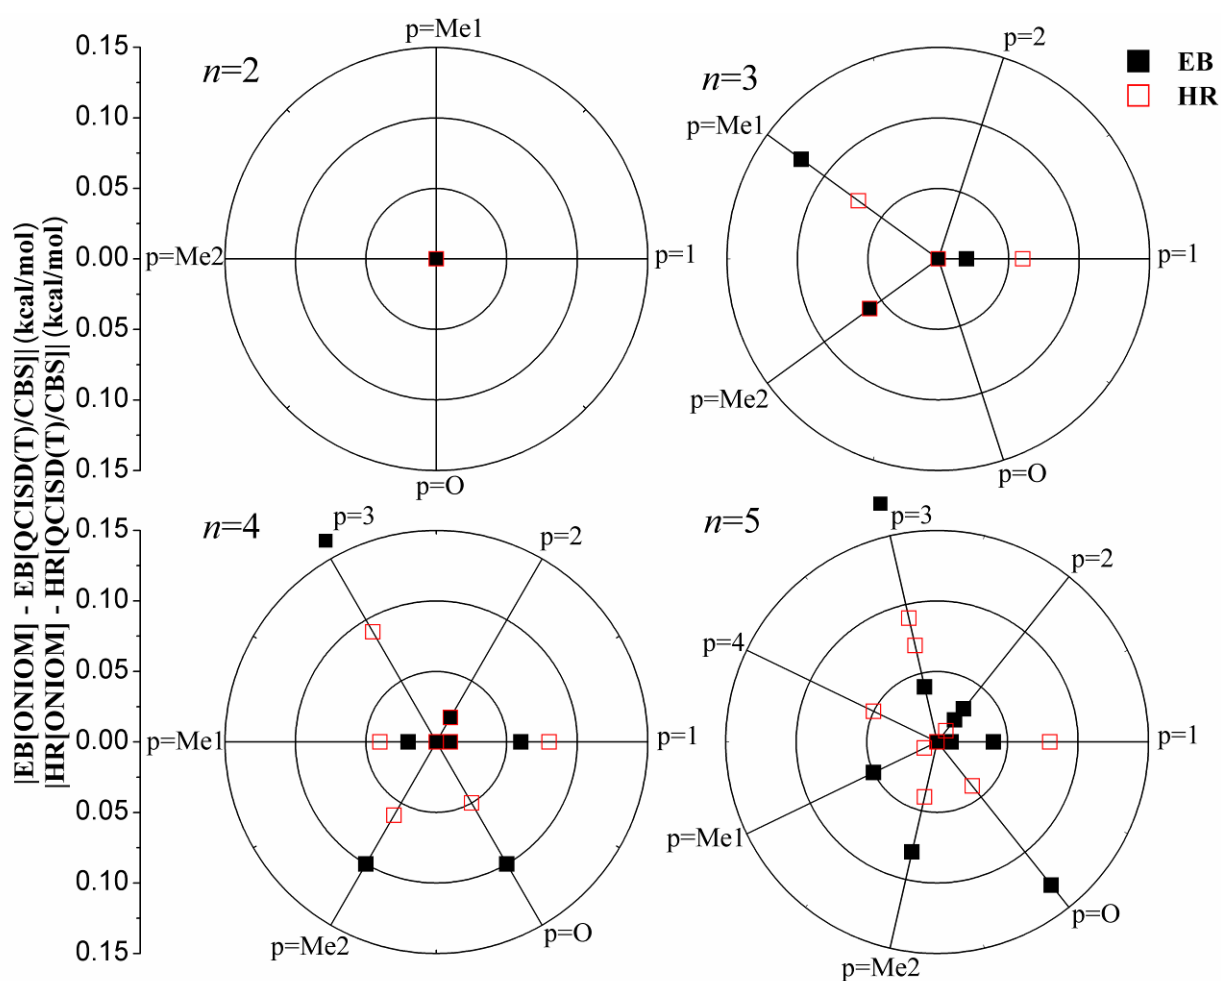 |EB[ONIOM] - EB[QCISD(T)/CBS]| (kcal/mol)
|HR[ONIOM] - HR[QCISD(T)/CBS]| (kcal/mol)
0.15
0.10
0.05
0.00
0.05
0.10
0.15
0.15
0.10
0.05
0.00
0.05
0.10
0.15
n=2
p=Me1
p=Me2
p=1
p=O
n=3
p=2
p=Me1
p=1
p=Me2
p=O
EB
HR
n=4
p=3
p=2
p=Me1
p=1
p=Me2
p=O
n=5
p=3
p=2
p=4
p=1
p=Me1
p=O
p=Me2